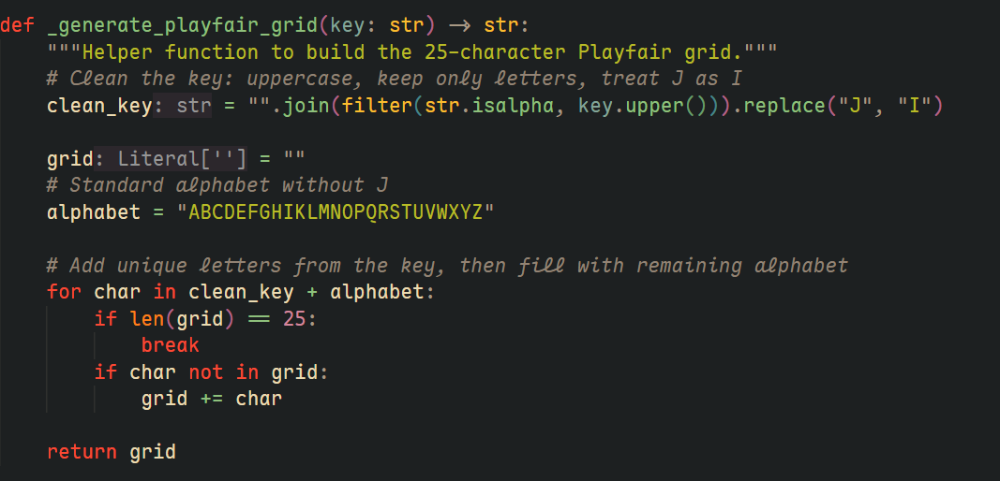 def _generate_playfair_grid(key: str) → str:
    """Helper function to build the 25-character Playfair grid."""
    # Clean the key: uppercase, keep only letters, treat J as I
    clean_key: str = "".join(filter(str.isalpha, key.upper())).replace("J", "I")

    grid: Literal[''] = ""
    # Standard alphabet without J
    alphabet = "ABCDEFGHIKLMNOPQRSTUVWXYZ"

    # Add unique letters from the key, then fill with remaining alphabet
    for char in clean_key + alphabet:
        if len(grid) == 25:
            break
        if char not in grid:
            grid += char

    return grid